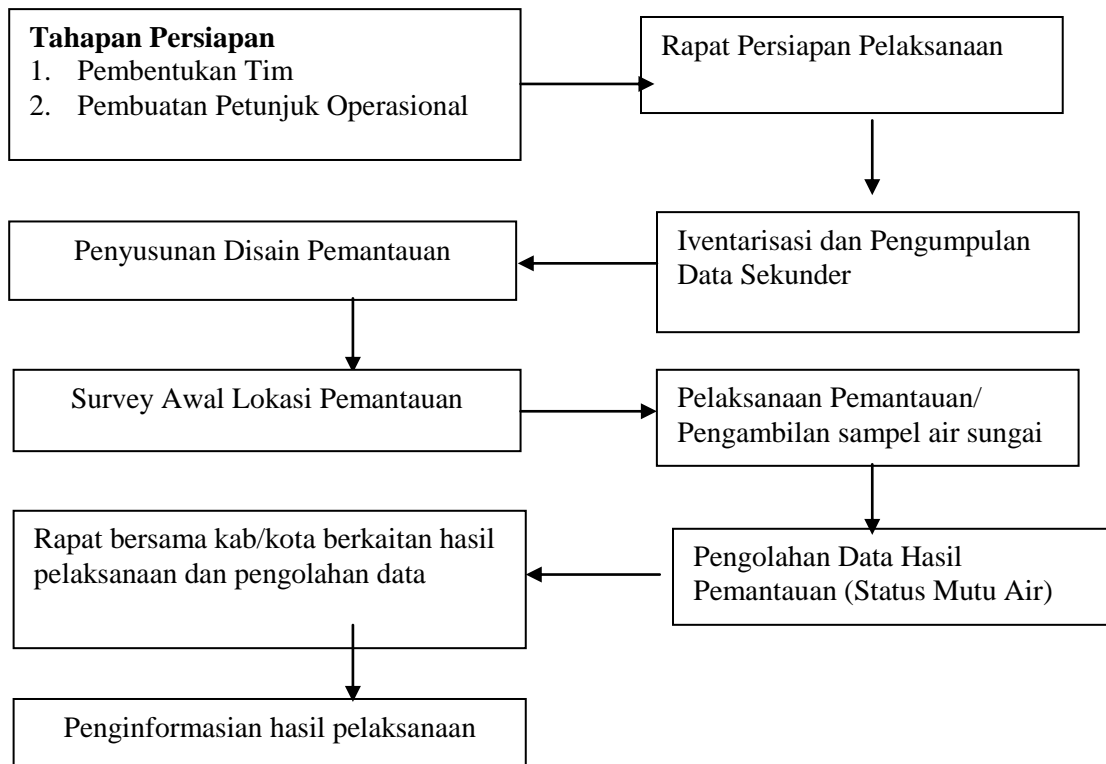 Tahapan Persiapan
1. Pembentukan Tim
2. Pembuatan Petunjuk Operasional
Rapat Persiapan Pelaksanaan
Iventarisasi dan Pengumpulan
Data Sekunder
Penyusunan Disain Pemantauan
Survey Awal Lokasi Pemantauan
Pelaksanaan Pemantauan/
Pengambilan sampel air sungai
Pengolahan Data Hasil
Pemantauan (Status Mutu Air)
Rapat bersama kab/kota berkaitan hasil
pelaksanaan dan pengolahan data
Penginformasian hasil pelaksanaan